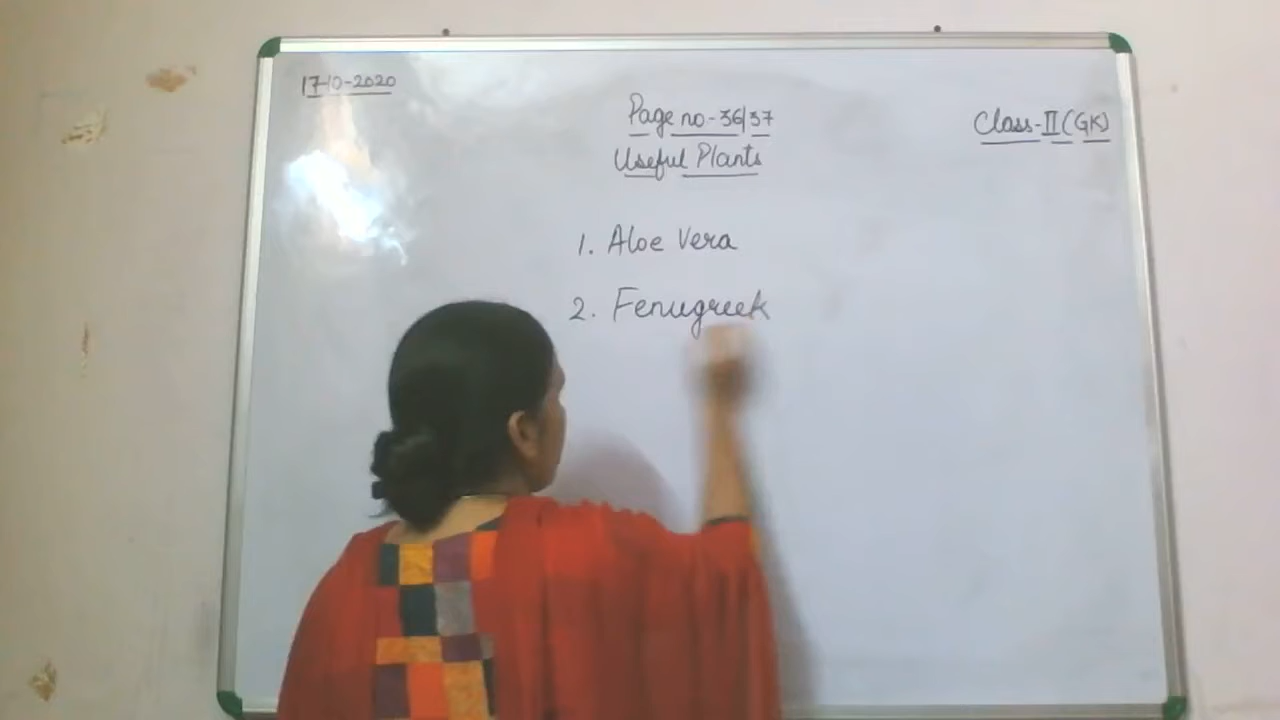 17-10-2020
Page no-36/37
Class-II (GK)
Useful Plants
1. Aloe Vera
2. Fenugreek